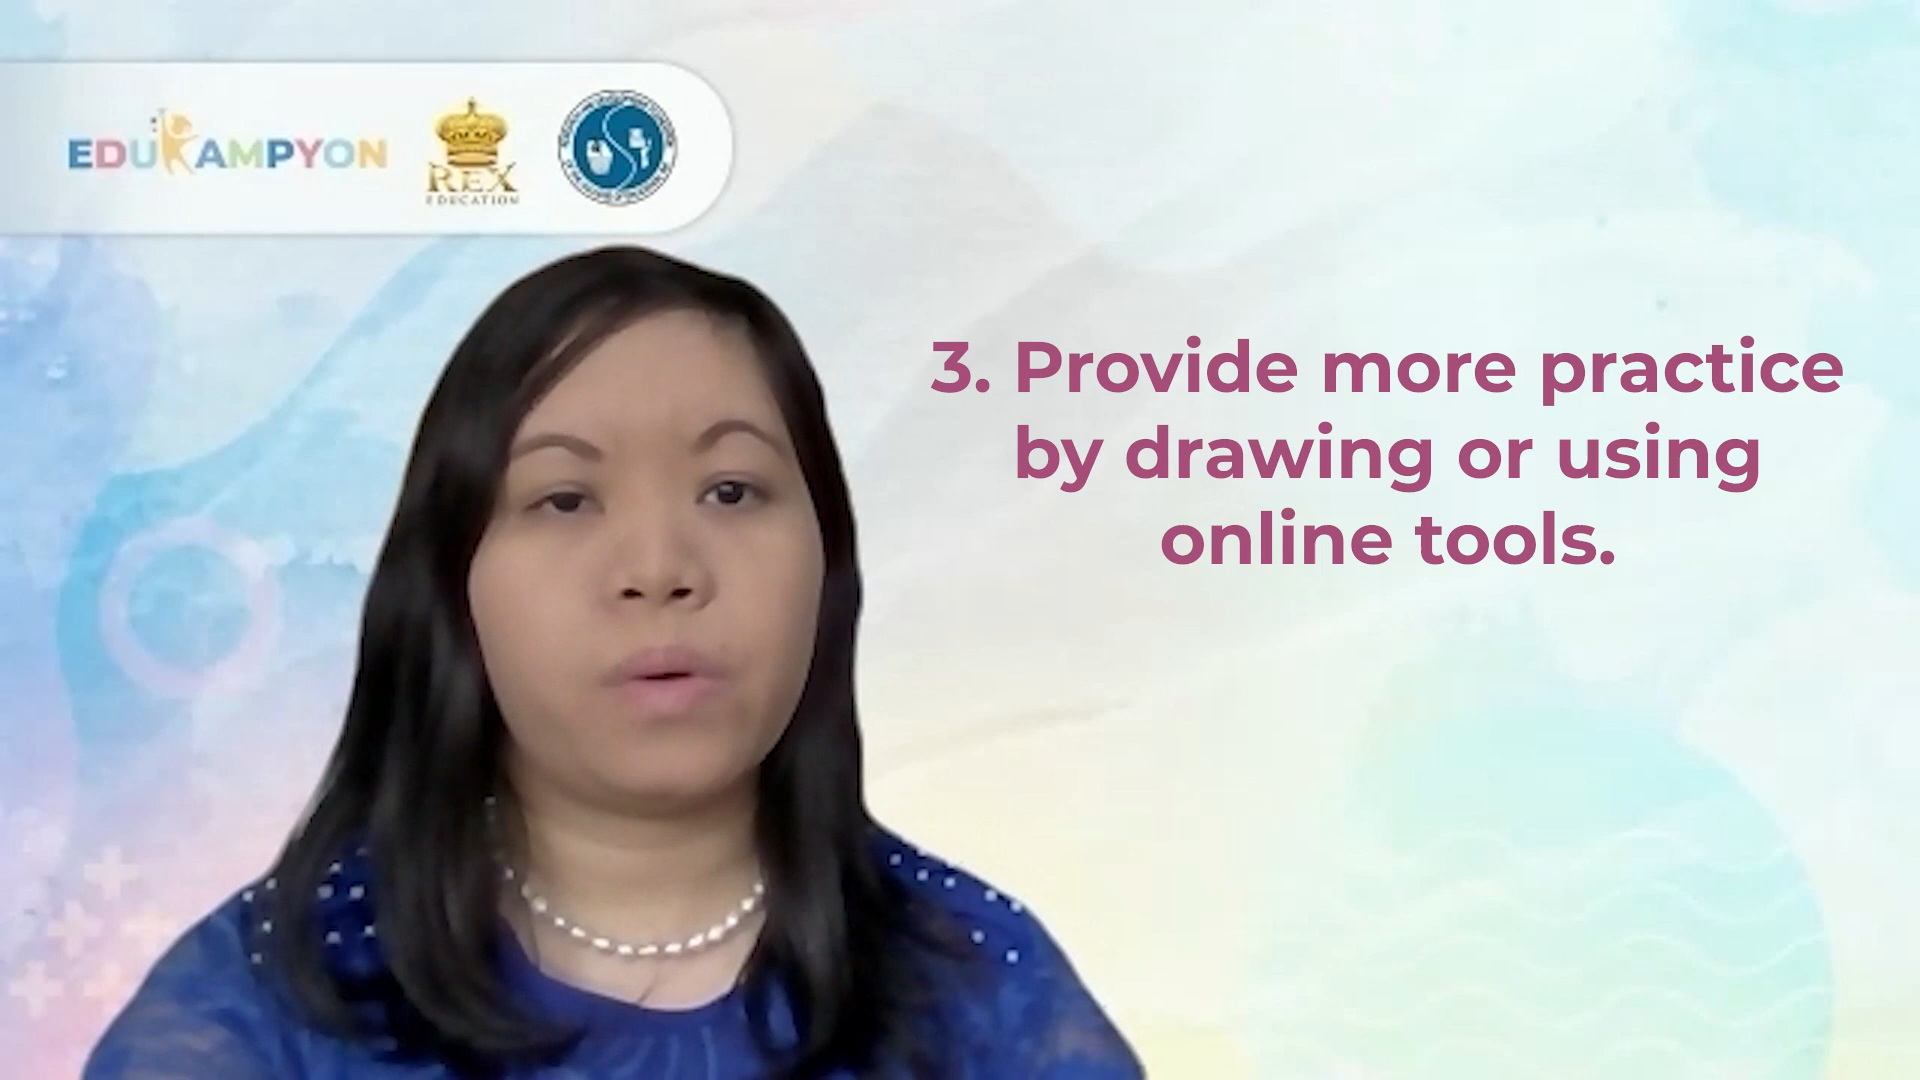 EDUKAMPYON
REX
EDUCATION
3. Provide more practice
by drawing or using
online tools.